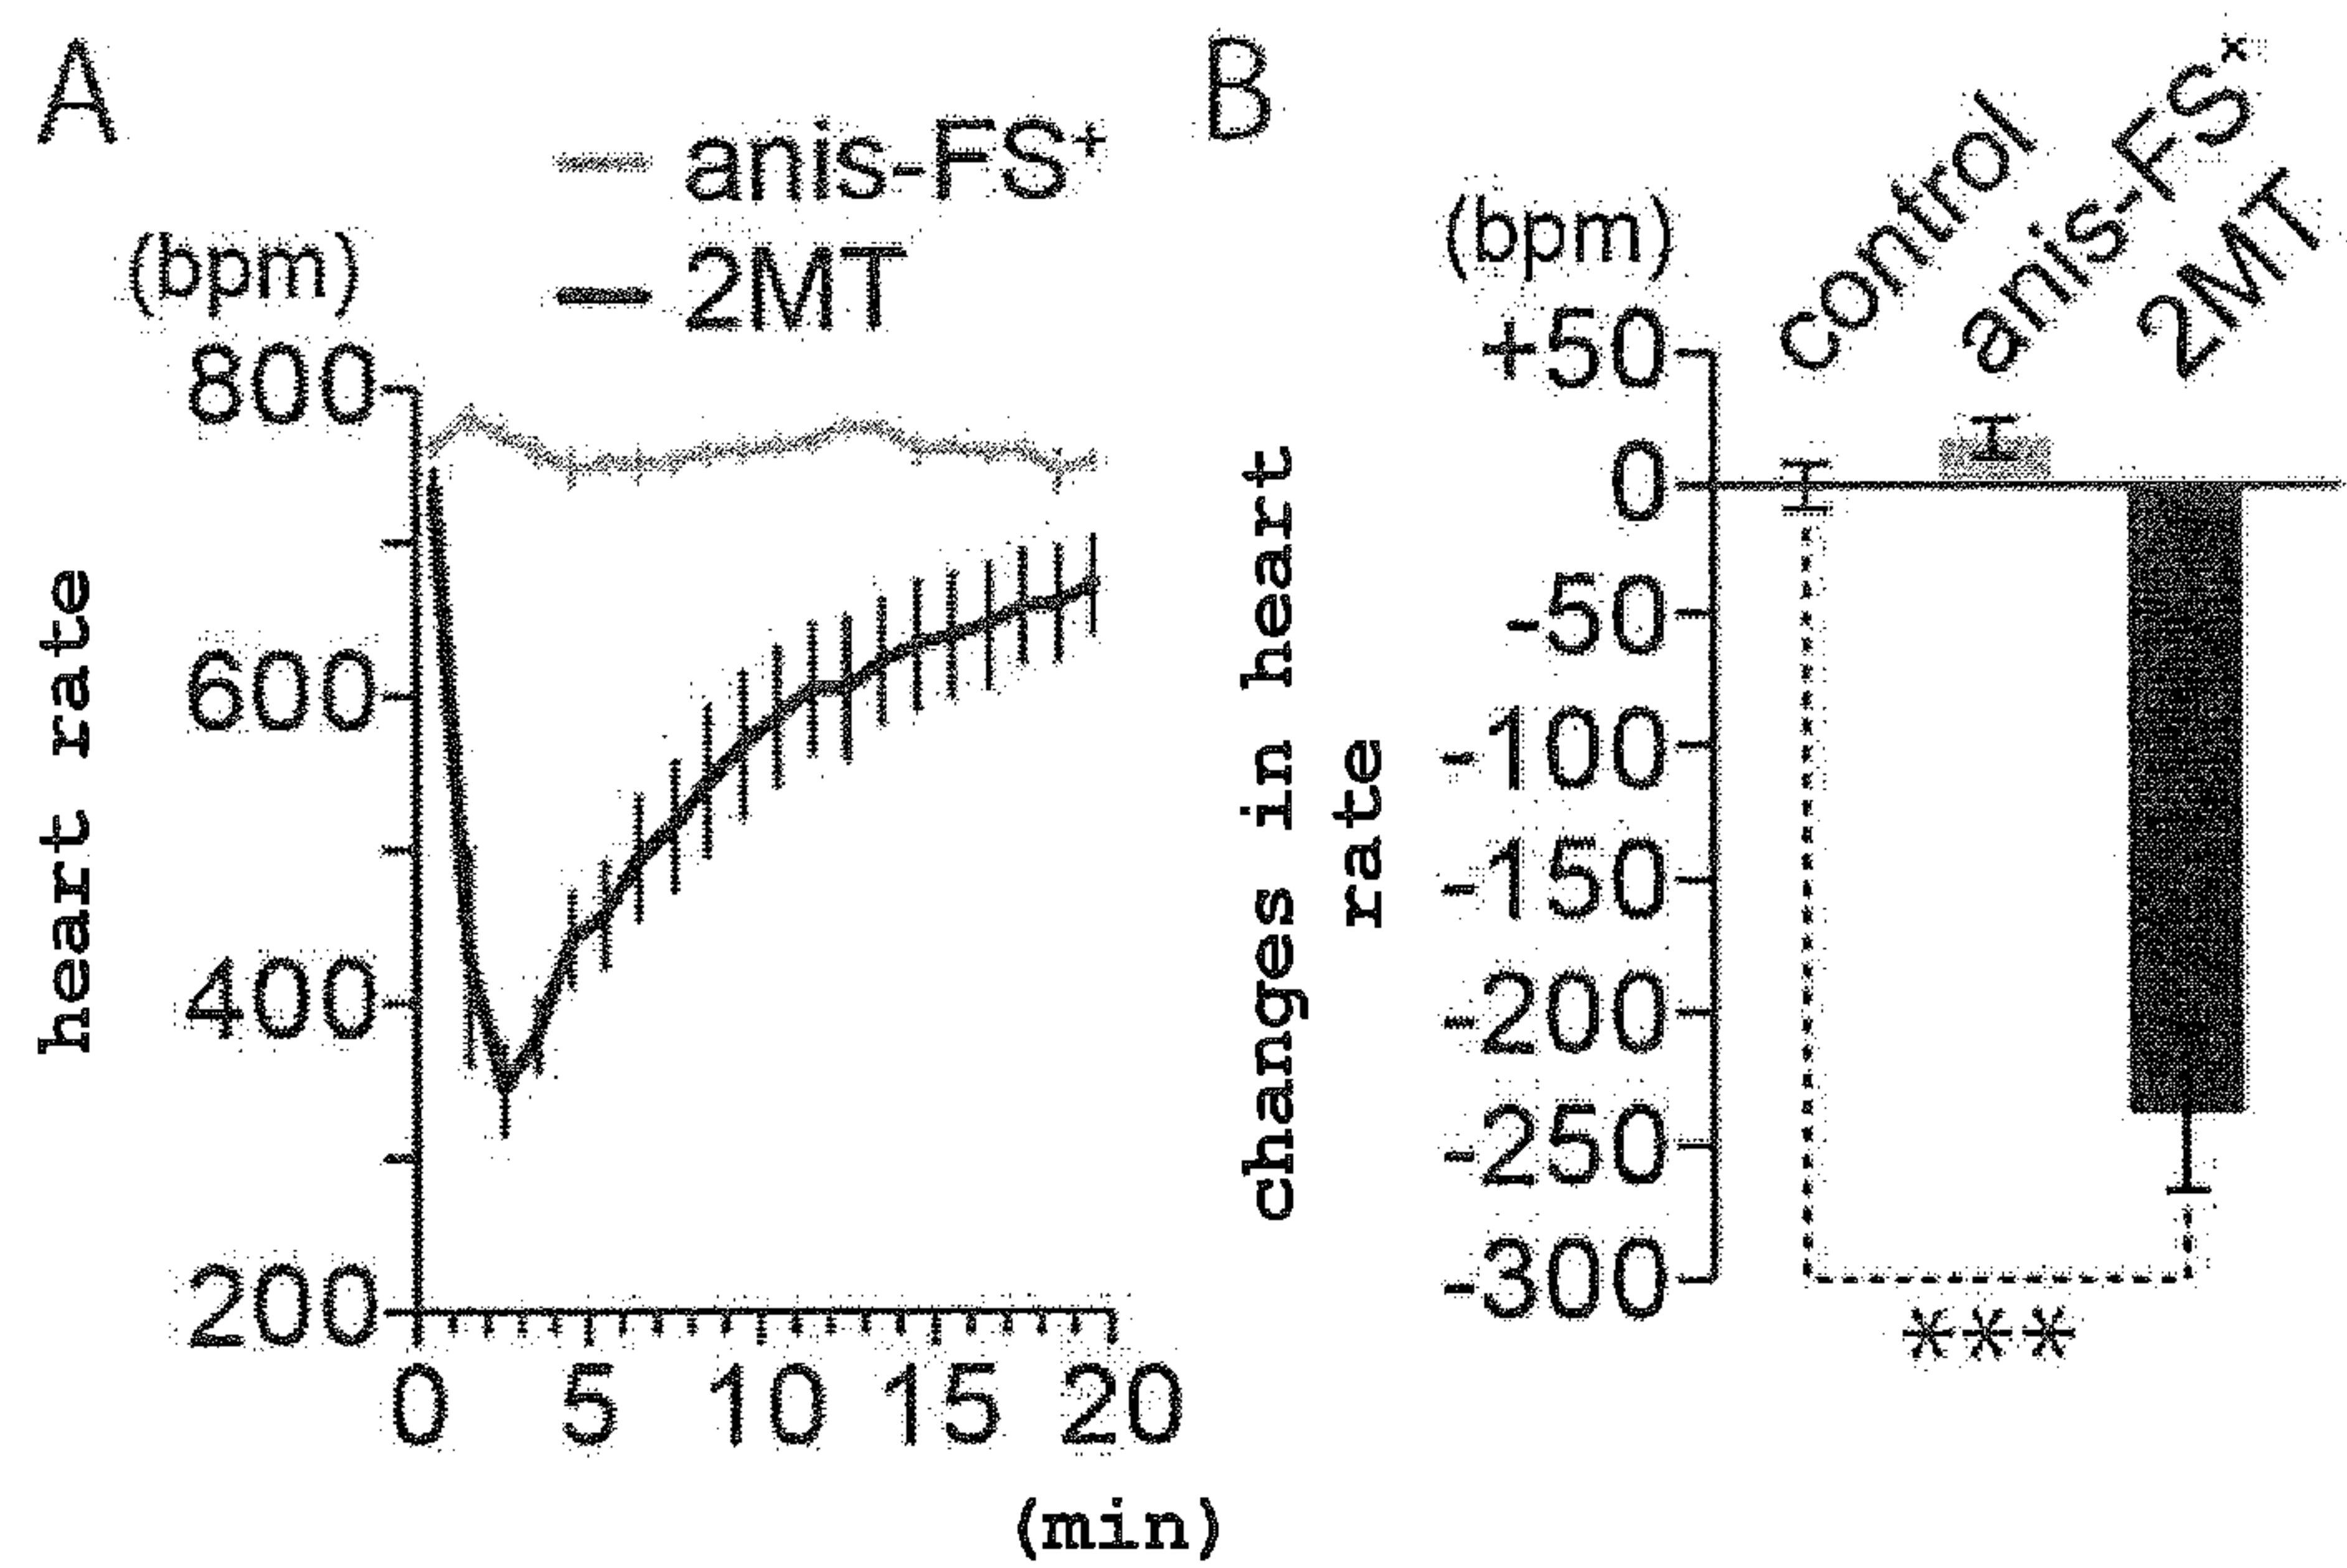 A
anis-FS+
2MT
(bpm)
800
600
400
200
heart rate
0 5 10 15 20
(min)
B
control
anis-FS+
2MT
(bpm)
+50
0
-50
-100
-150
-200
-250
-300
changes in heart
rate
***